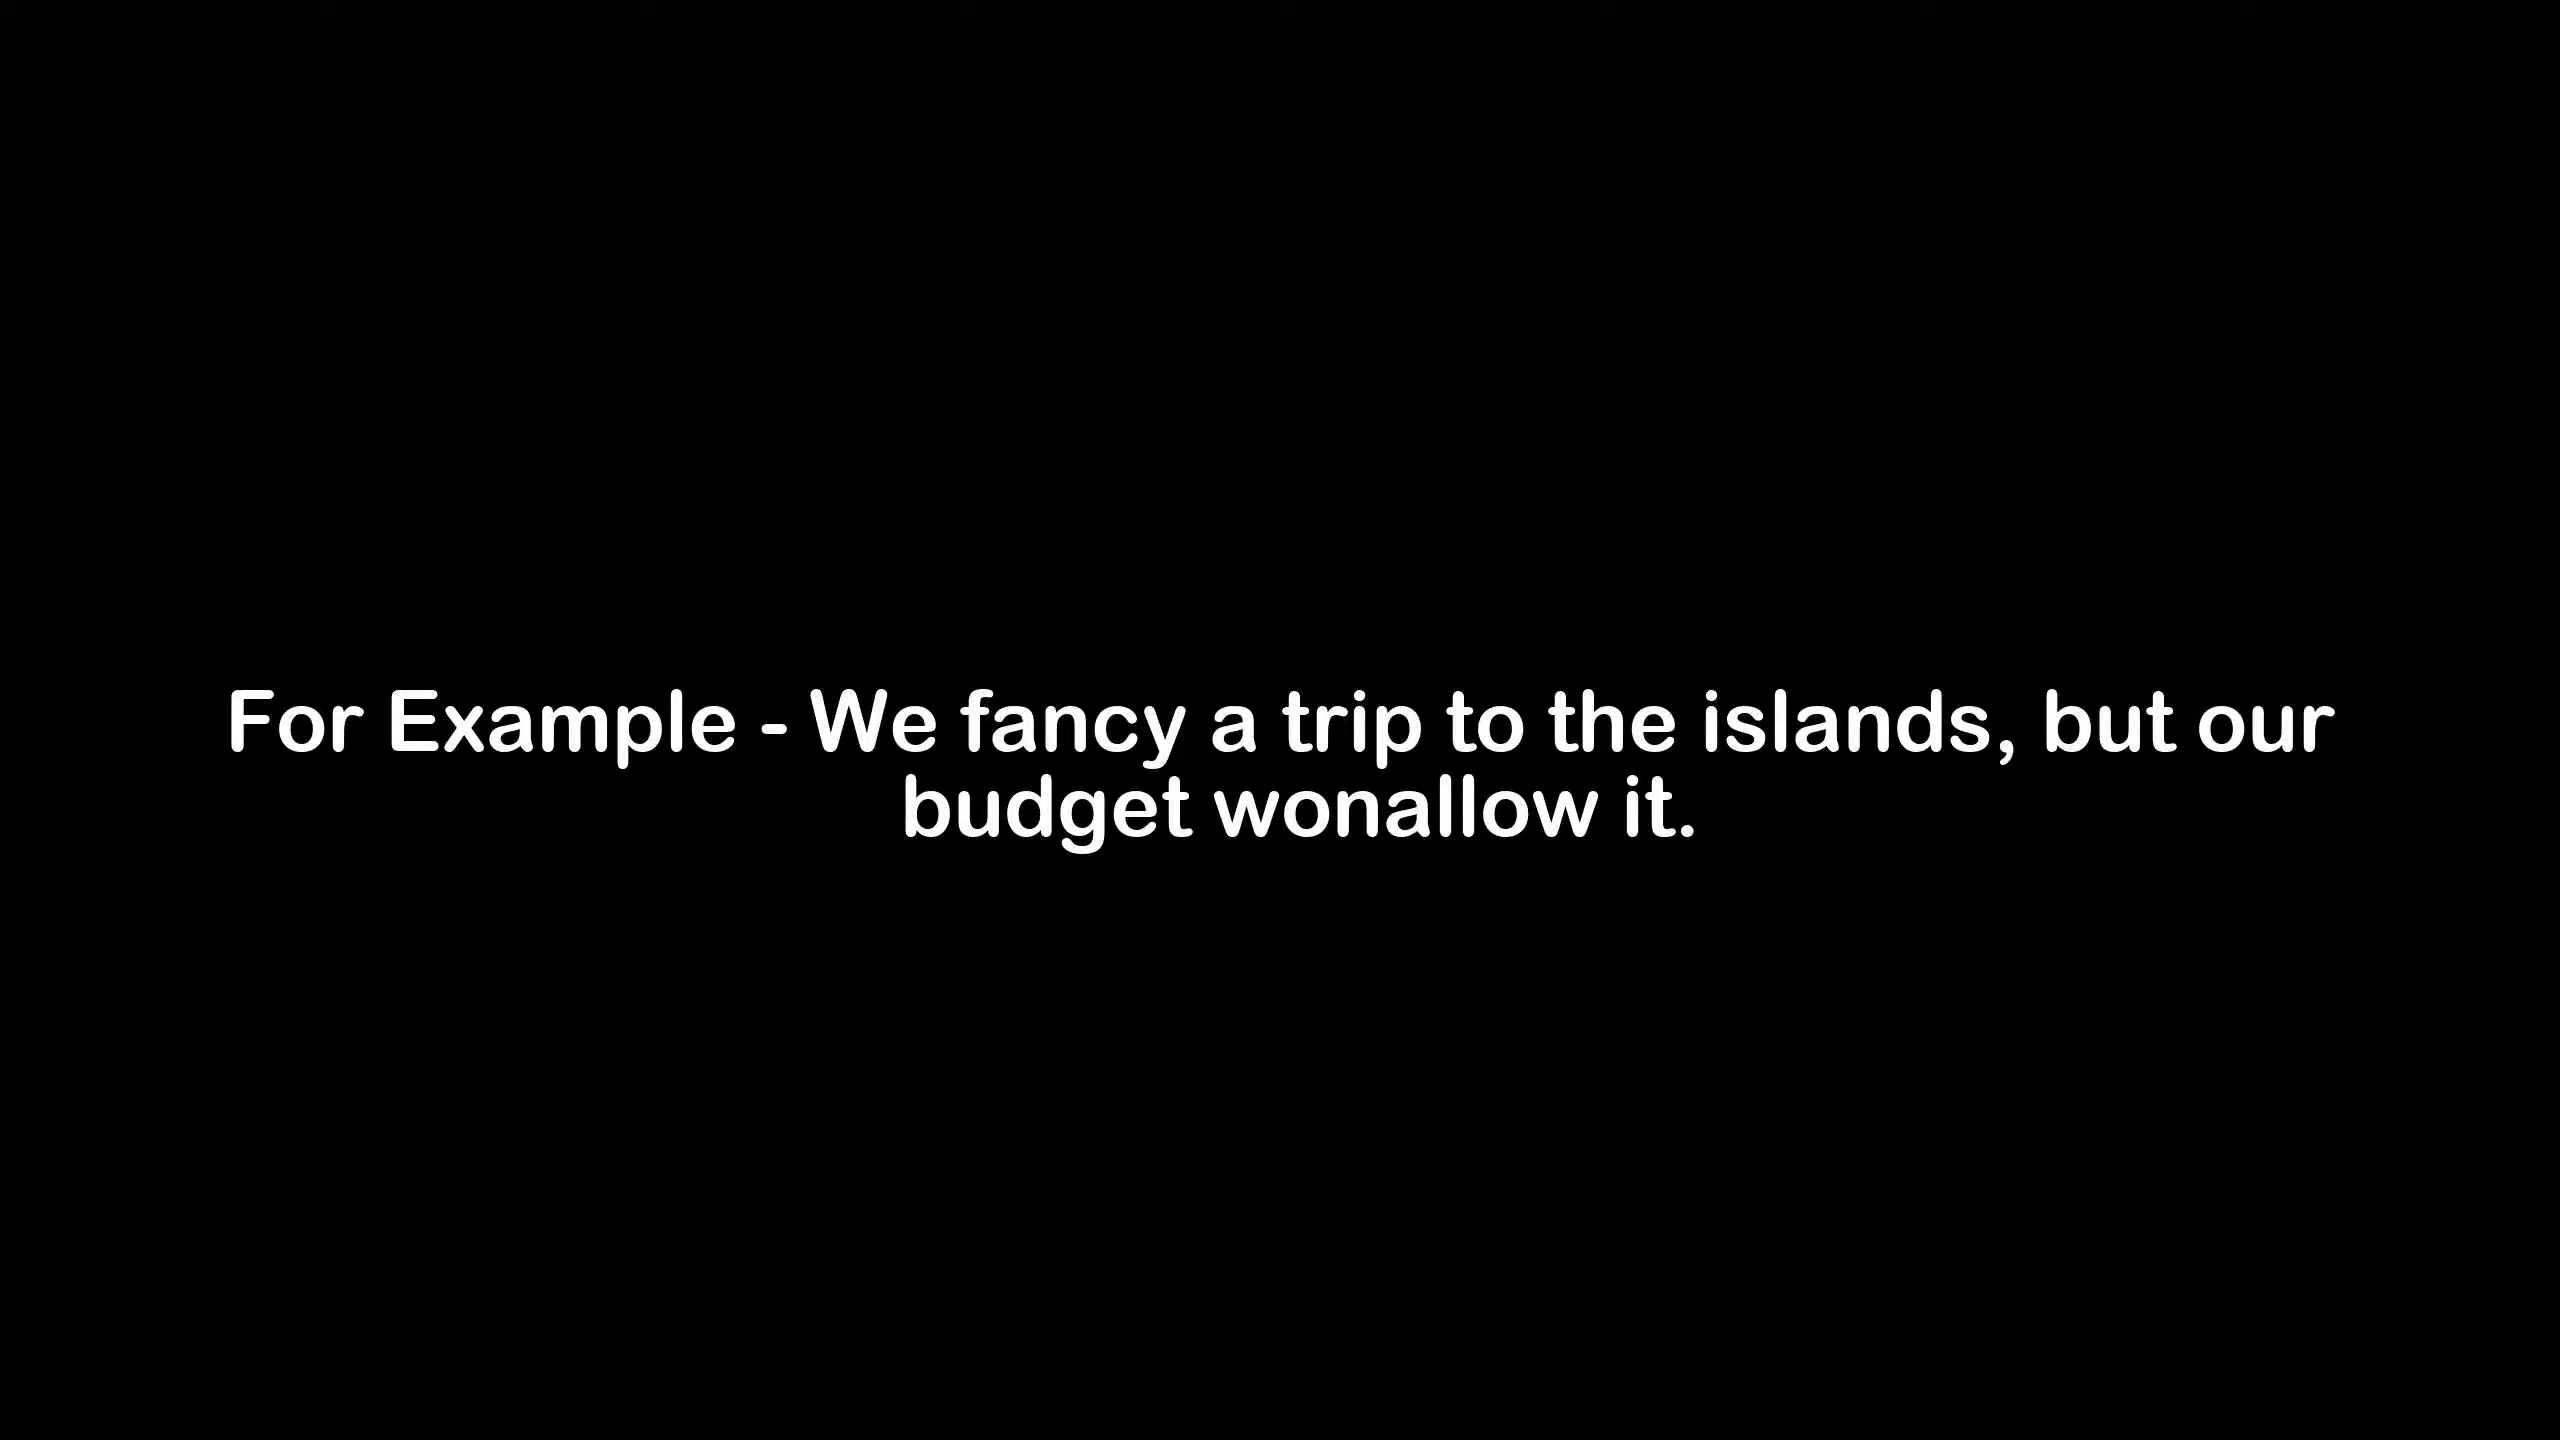 For Example - We fancy a trip to the islands, but our
budget wonallow it.